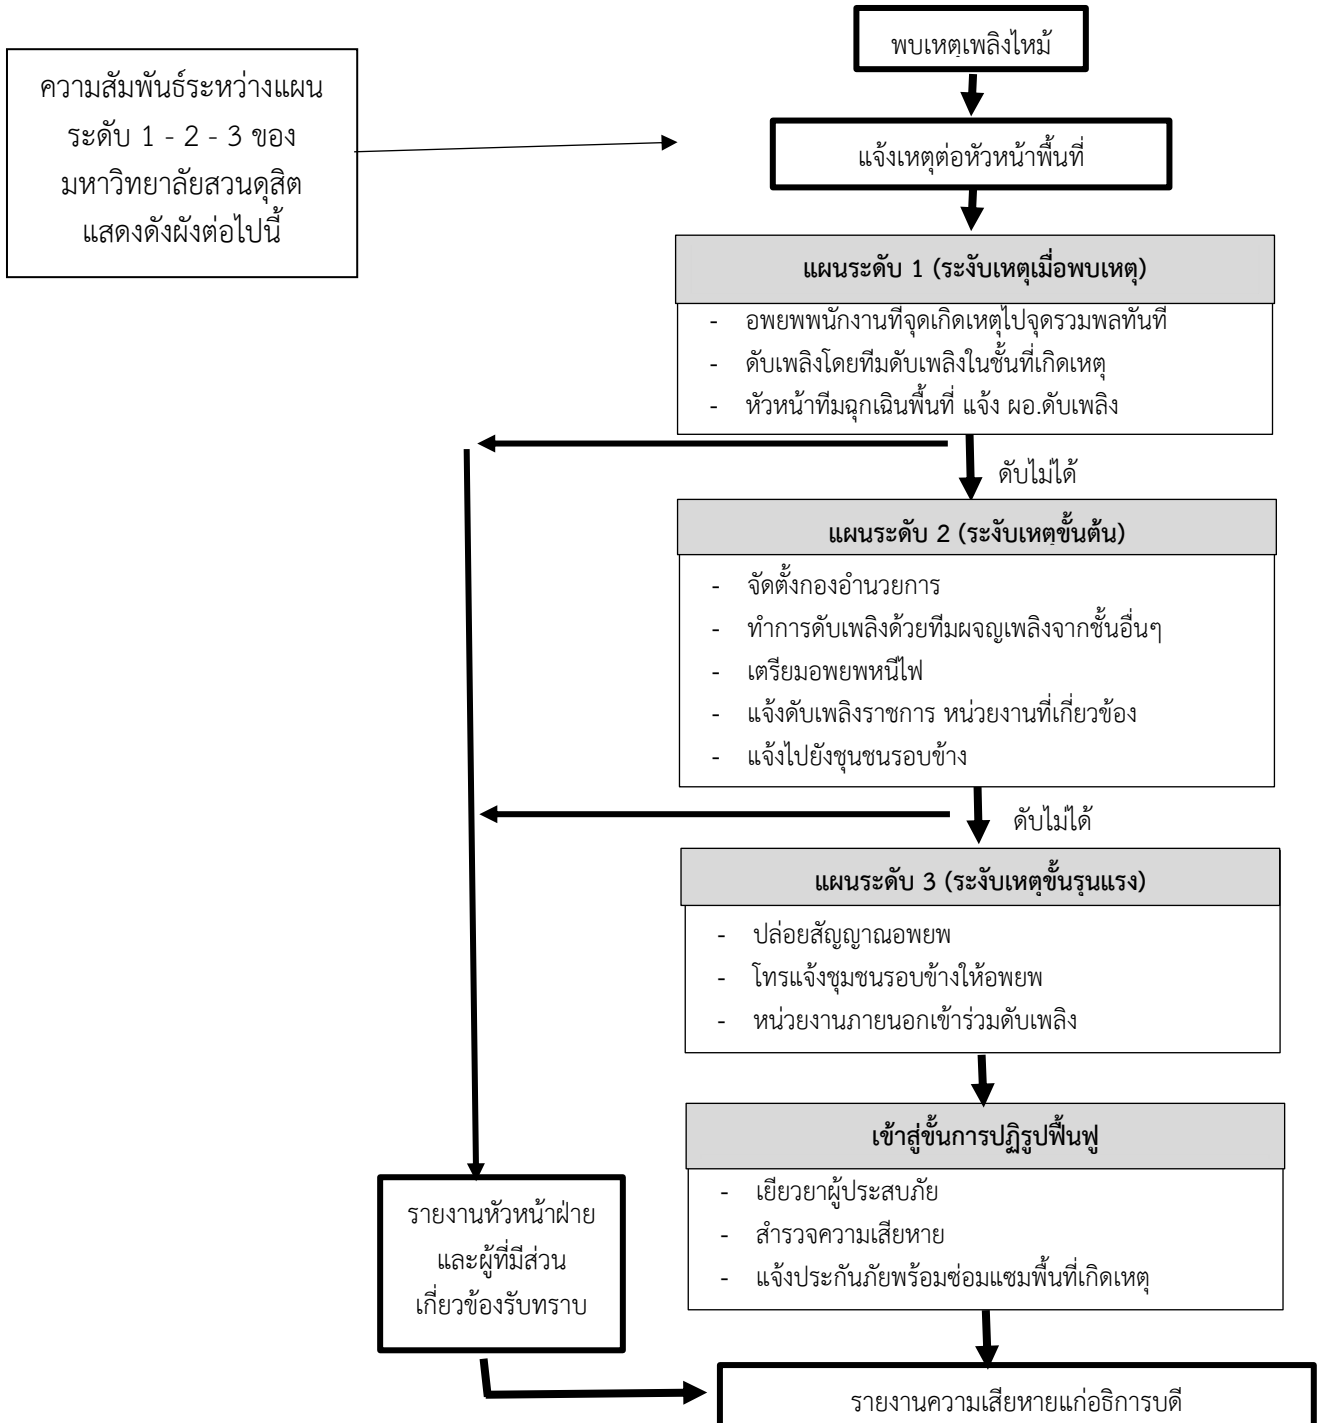 พบเหตุเพลิงไหม้
ความสัมพันธ์ระหว่างแผน
ระดับ 1 - 2 - 3 ของ
มหาวิทยาลัยสวนดุสิต
แสดงดังผังต่อไปนี้
แจ้งเหตุต่อหัวหน้าพื้นที่
แผนระดับ 1 (ระงับเหตุเมื่อพบเหตุ)
- อพยพพนักงานที่จุดเกิดเหตุไปจุดรวมพลทันที
- ดับเพลิงโดยทีมดับเพลิงในชั้นที่เกิดเหตุ
- หัวหน้าทีมฉุกเฉินพื้นที่ แจ้ง ผอ.ดับเพลิง
ดับไม่ได้
แผนระดับ 2 (ระงับเหตุขั้นต้น)
- จัดตั้งกองอำนวยการ
- ทำการดับเพลิงด้วยทีมผจญเพลิงจากชั้นอื่นๆ
- เตรียมอพยพหนีไฟ
- แจ้งดับเพลิงราชการ หน่วยงานที่เกี่ยวข้อง
- แจ้งไปยังชุนชนรอบข้าง
ดับไม่ได้
แผนระดับ 3 (ระงับเหตุขั้นรุนแรง)
- ปล่อยสัญญาณอพยพ
- โทรแจ้งชุมชนรอบข้างให้อพยพ
- หน่วยงานภายนอกเข้าร่วมดับเพลิง
เข้าสู่ขั้นการปฏิรูปฟื้นฟู
- เยียวยาผู้ประสบภัย
- สำรวจความเสียหาย
- แจ้งประกันภัยพร้อมซ่อมแซมพื้นที่เกิดเหตุ
รายงานหัวหน้าฝ่าย
และผู้ที่มีส่วน
เกี่ยวข้องรับทราบ
รายงานความเสียหายแก่อธิการบดี